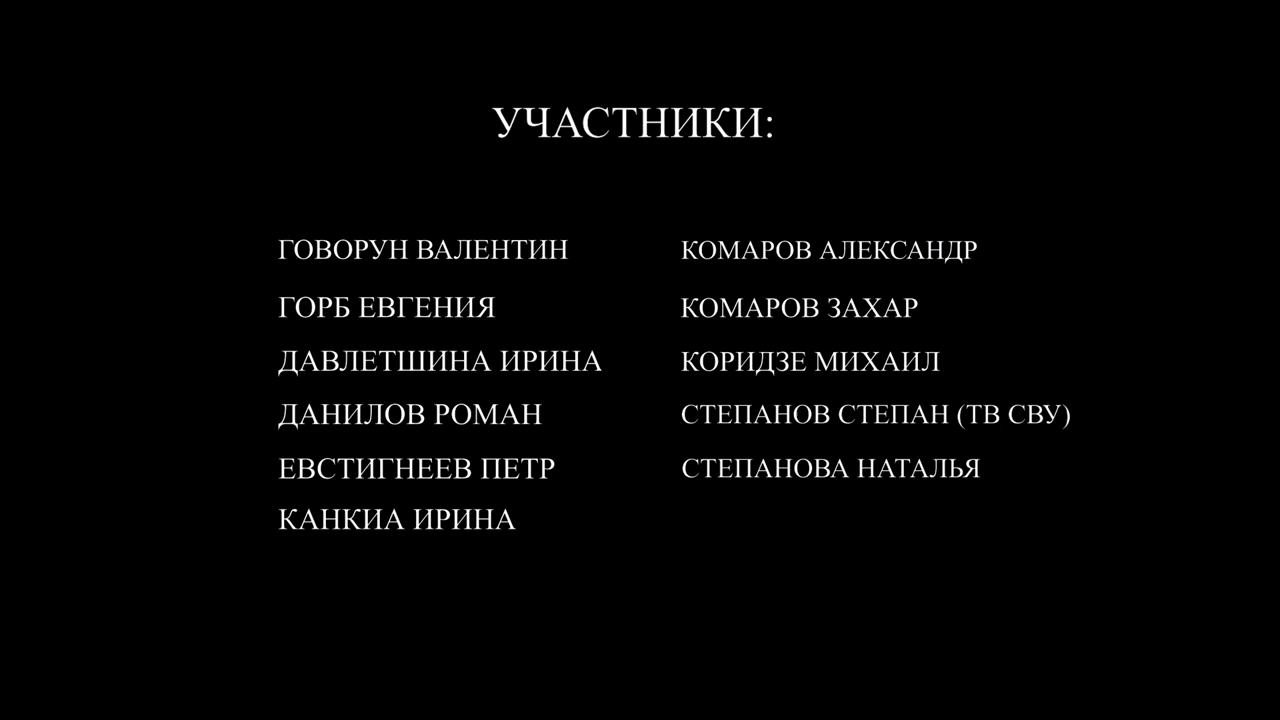 УЧАСТНИКИ:
ГОВОРУН ВАЛЕНТИН
ГОРБ ЕВГЕНИЯ
ДАВЛЕТШИНА ИРИНА
ДАНИЛОВ РОМАН
ЕВСТИГНЕЕВ ПЕТР
КАНКИА ИРИНА
КОМАРОВ АЛЕКСАНДР
КОМАРОВ ЗАХАР
КОРИДЗЕ МИХАИЛ
СТЕПАНОВ СТЕПАН (ТВ СВУ)
СТЕПАНОВА НАТАЛЬЯ